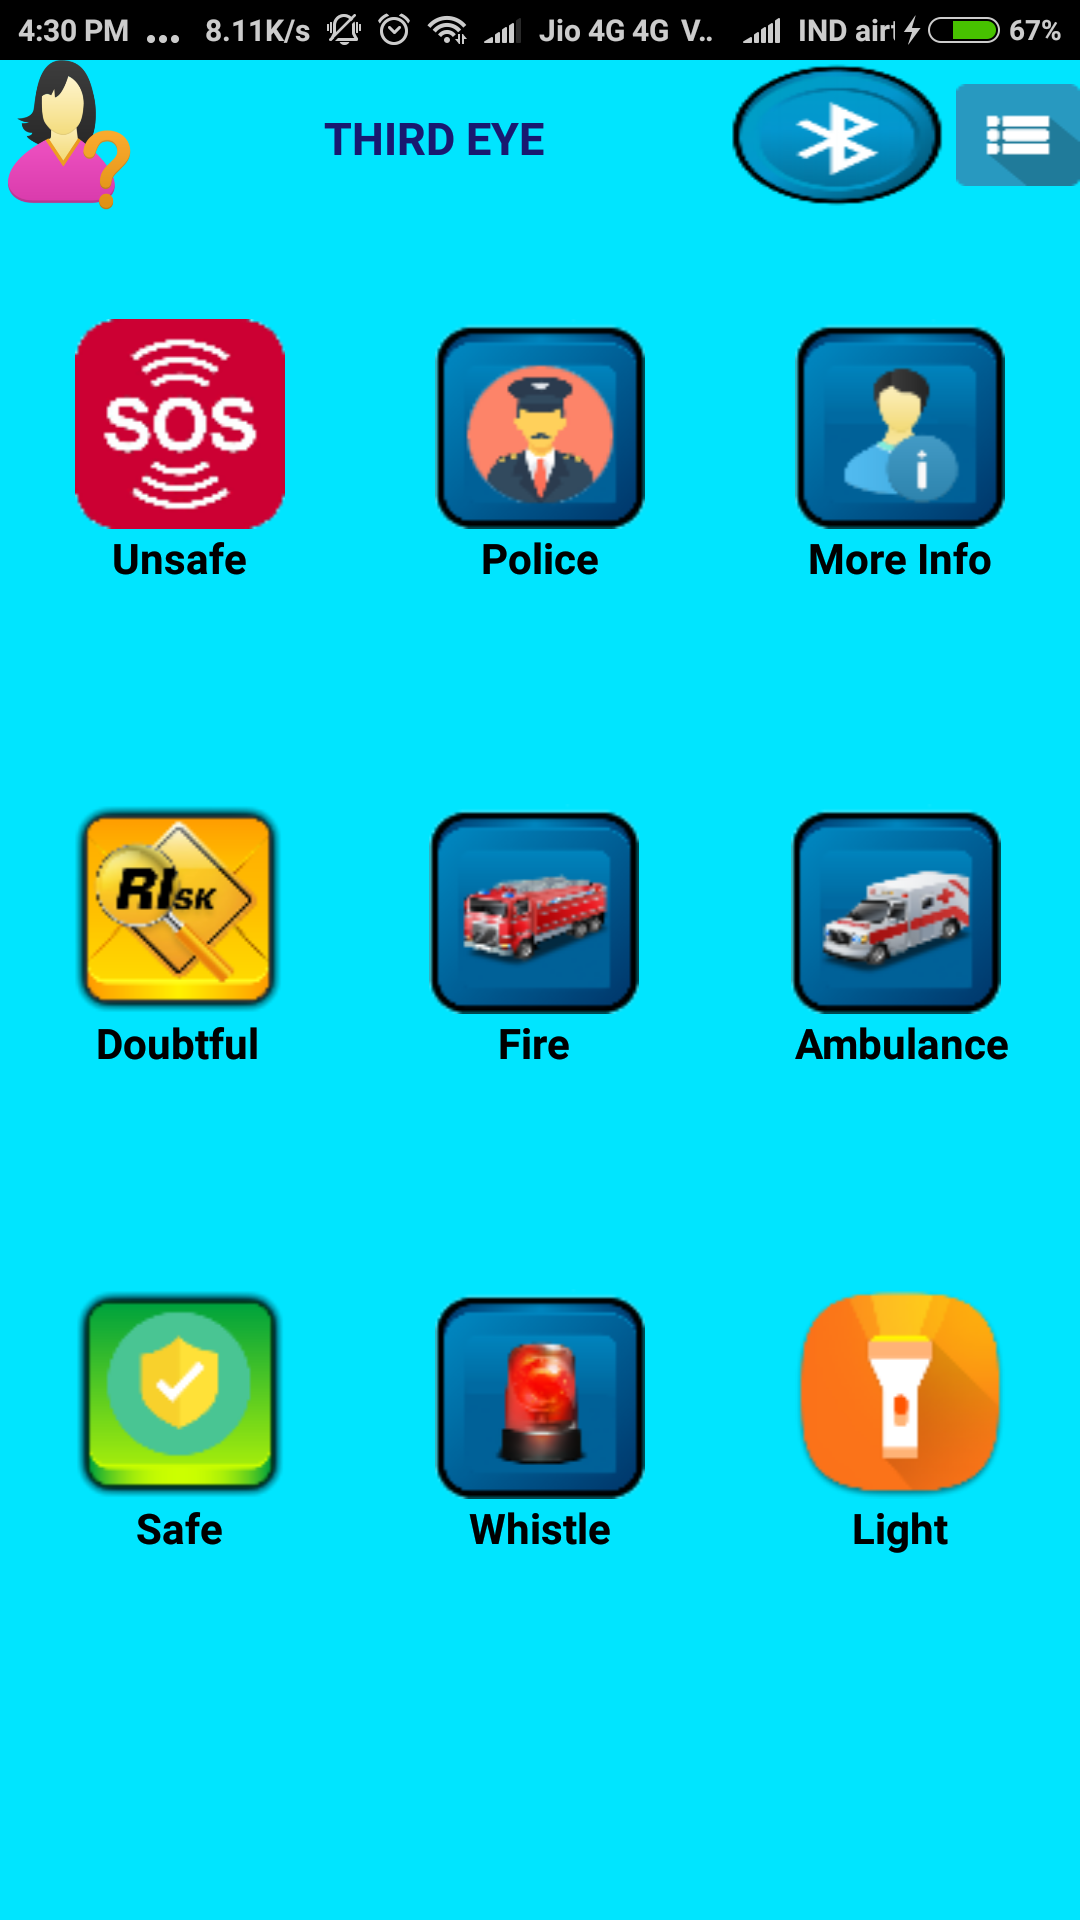 4:30 PM ... 8.11K/s Jio 4G 4G V.. IND airt 67%
THIRD EYE
SOS
i
Unsafe Police More Info
RISK
Doubtful Fire Ambulance
Safe Whistle Light